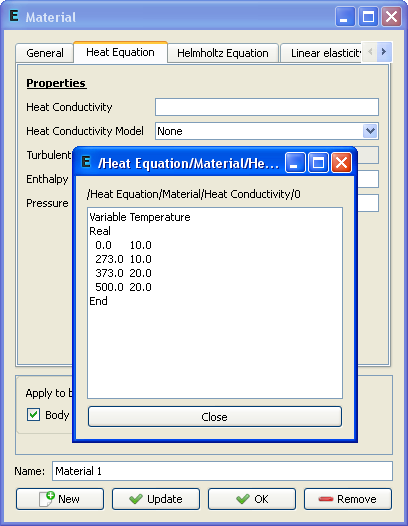 E Material
General Heat Equation Helmholtz Equation Linear elasticity
Properties
Heat Conductivity
Heat Conductivity Model None
Turbulent
Enthalpy
Pressure
E /Heat Equation/Material/He...
/Heat Equation/Material/Heat Conductivity/0
Variable Temperature
Real
0.0 10.0
273.0 10.0
373.0 20.0
500.0 20.0
End
Close
Apply to b
Body
Name: Material 1
New Update OK Remove